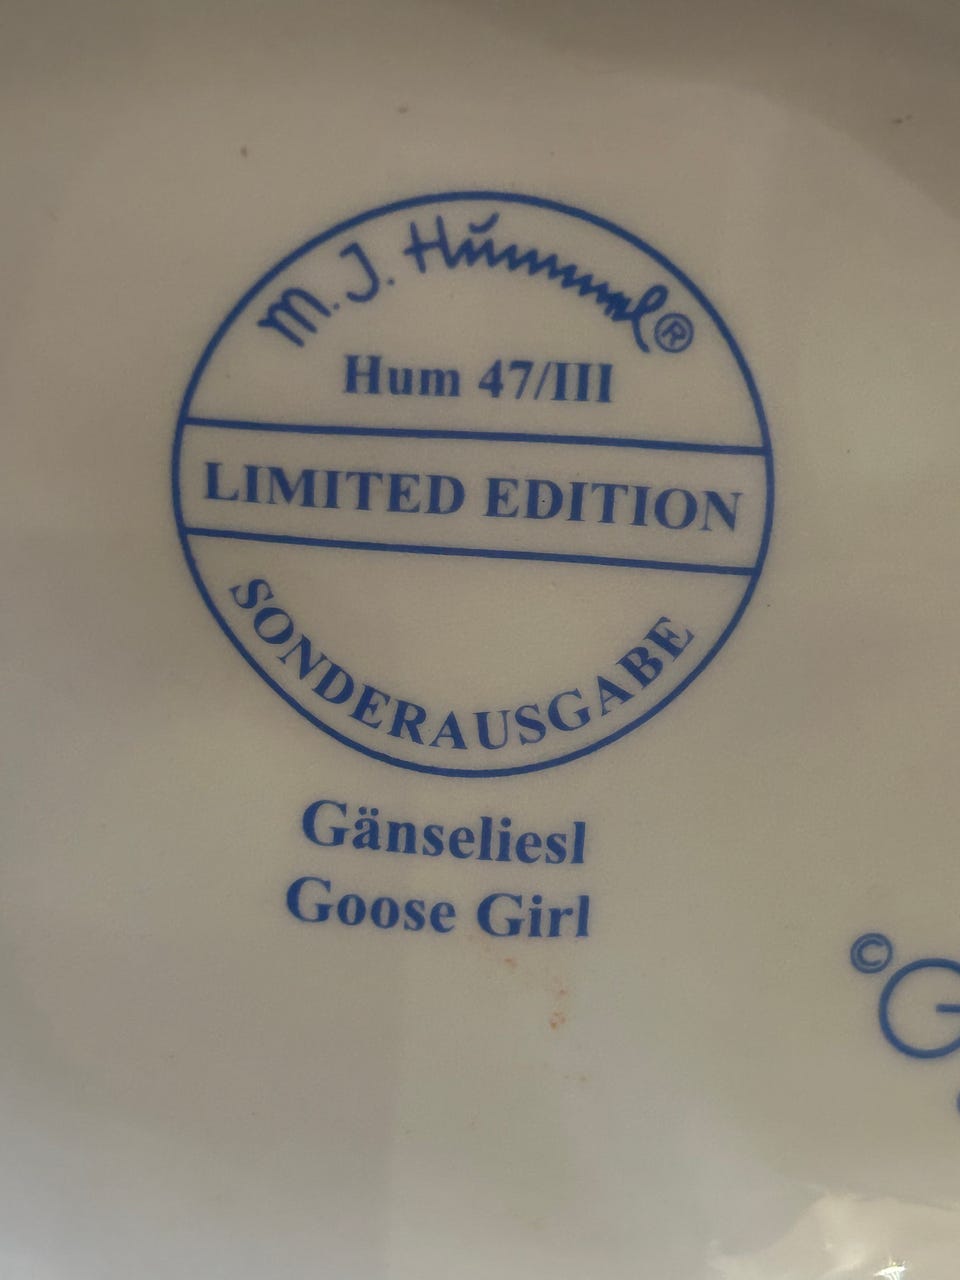 M. J. Hummel®
Hum 47/III
LIMITED EDITION
SONDERAUSGABE
Gänseliesl
Goose Girl
© G